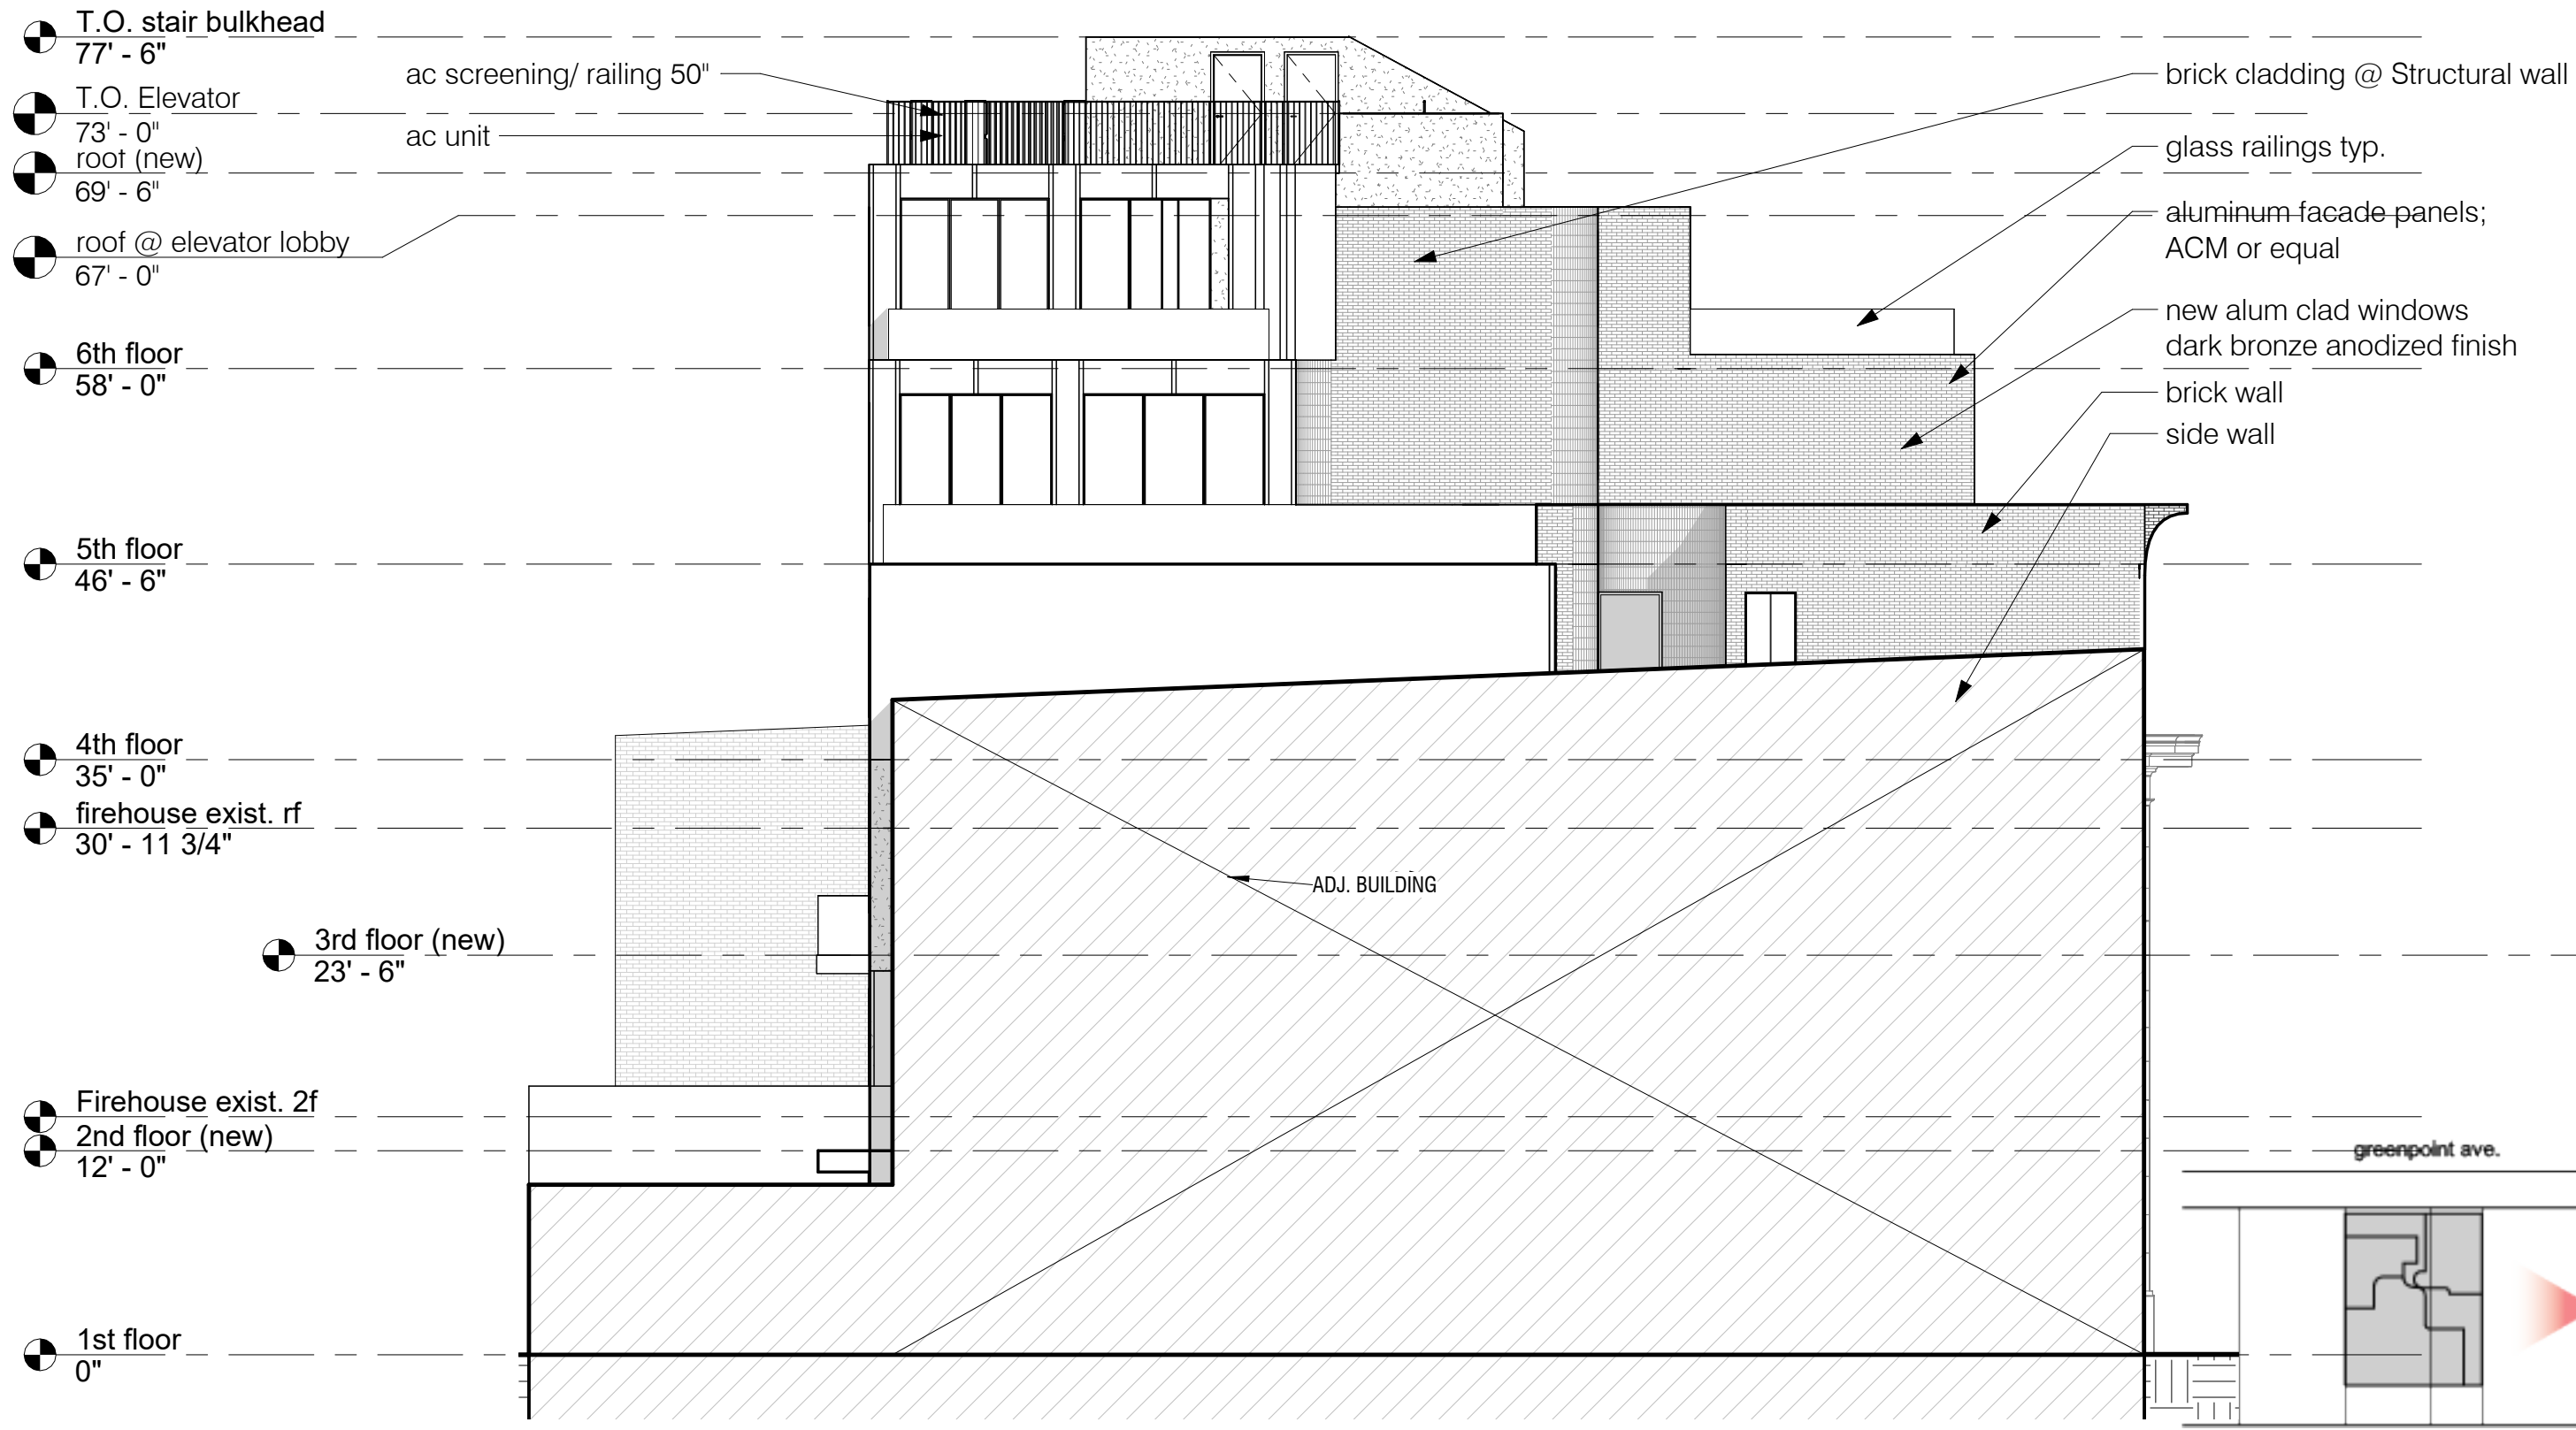 T.O. stair bulkhead
77' - 6"
T.O. Elevator
73' - 0"
roof (new)
69' - 6"
roof @ elevator lobby
67' - 0"
6th floor
58' - 0"
5th floor
46' - 6"
4th floor
35' - 0"
firehouse exist. rf
30' - 11 3/4"
3rd floor (new)
23' - 6"
Firehouse exist. 2f
2nd floor (new)
12' - 0"
1st floor
0"
ac screening/ railing 50"
ac unit
ADJ. BUILDING
brick cladding @ Structural wall
glass railings typ.
aluminum facade panels;
ACM or equal
new alum clad windows
dark bronze anodized finish
brick wall
side wall
greenpoint ave.